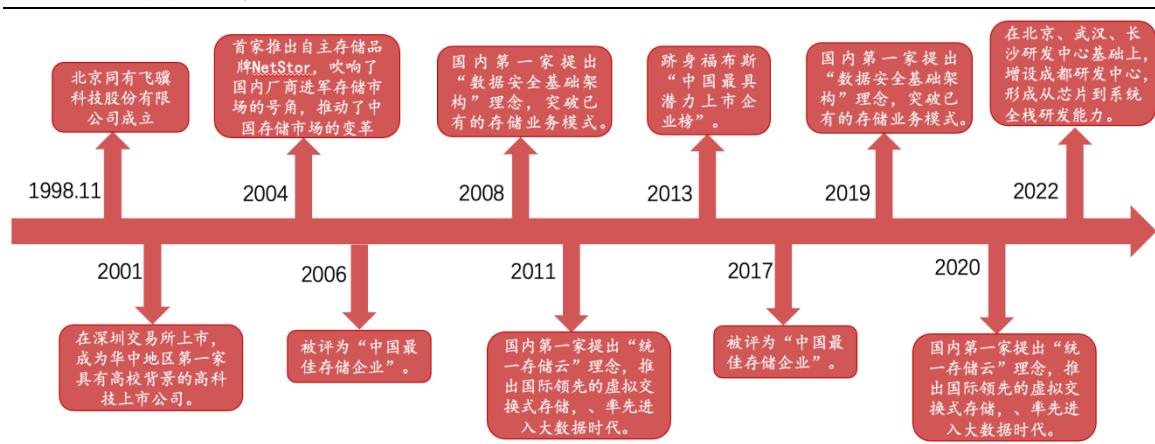 北京同有飞骥
科技股份有限
公司成立
首家推出自主存储品
牌NetStor，吹响了
国内厂商进军存储市
场的号角，推动了中
国存储市场的变革
国内第一家提出
“数据安全基础架
构”理念，突破已
有的存储业务模式。
跻身福布斯
“中国最具
潜力上市企
业榜”。
国内第一家提出
“数据安全基础架
构”理念，突破已
有的存储业务模式。
在北京、武汉、长
沙研发中心基础上，
增设成都研发中心，
形成从芯片到系统
全栈研发能力。
1998.11
2004
2008
2013
2019
2022
2001
2006
2011
2017
2020
在深圳交易所上市，
成为华中地区第一家
具有高校背景的高科
技上市公司。
被评为“中国最
佳存储企业”。
国内第一家提出“统
一存储云”理念，推
出国际领先的虚拟交
换式存储，、率先进
入大数据时代。
被评为“中国最
佳存储企业”。
国内第一家提出“统
一存储云”理念，推
出国际领先的虚拟交
换式存储，、率先进
入大数据时代。